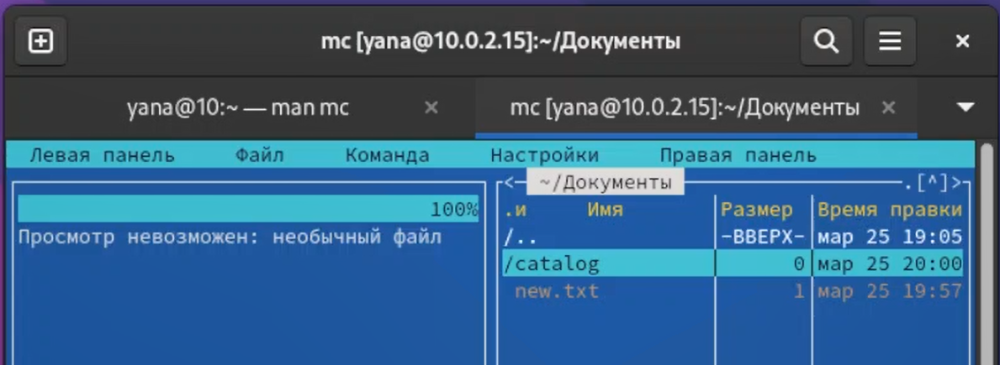 mc [yana@10.0.2.15]:~/Документы
yana@10:~ — man mc
mc [yana@10.0.2.15]:~/Документы
Левая панель Файл Команда Настройки Правая панель
<— ~/Документы .[^]>
100%
.и Имя Размер Время правки
Просмотр невозможен: необычный файл
/.. -ВВЕРХ- мар 25 19:05
/catalog 0 мар 25 20:00
new.txt 1 мар 25 19:57